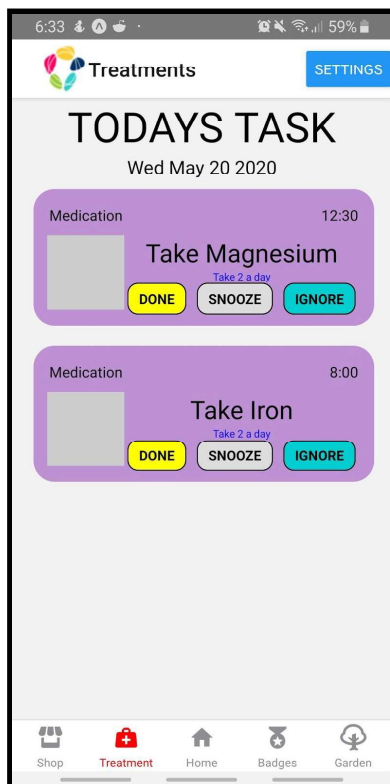 6:33 59%
Treatments SETTINGS
TODAYS TASK
Wed May 20 2020
Medication 12:30
Take Magnesium
Take 2 a day
DONE SNOOZE IGNORE
Medication 8:00
Take Iron
Take 2 a day
DONE SNOOZE IGNORE
Shop Treatment Home Badges Garden